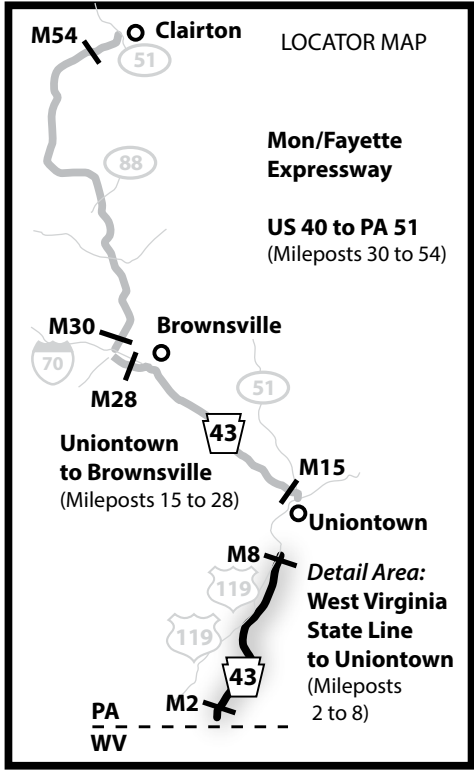 LOCATOR MAP
M54
Clairton
51
Mon/Fayette
Expressway
88
US 40 to PA 51
(Mileposts 30 to 54)
M30
Brownsville
70
M28
51
43
Uniontown
to Brownsville
(Mileposts 15 to 28)
M15
Uniontown
M8
Detail Area:
West Virginia
State Line
to Uniontown
(Mileposts
2 to 8)
119
119
43
M2
PA
WV